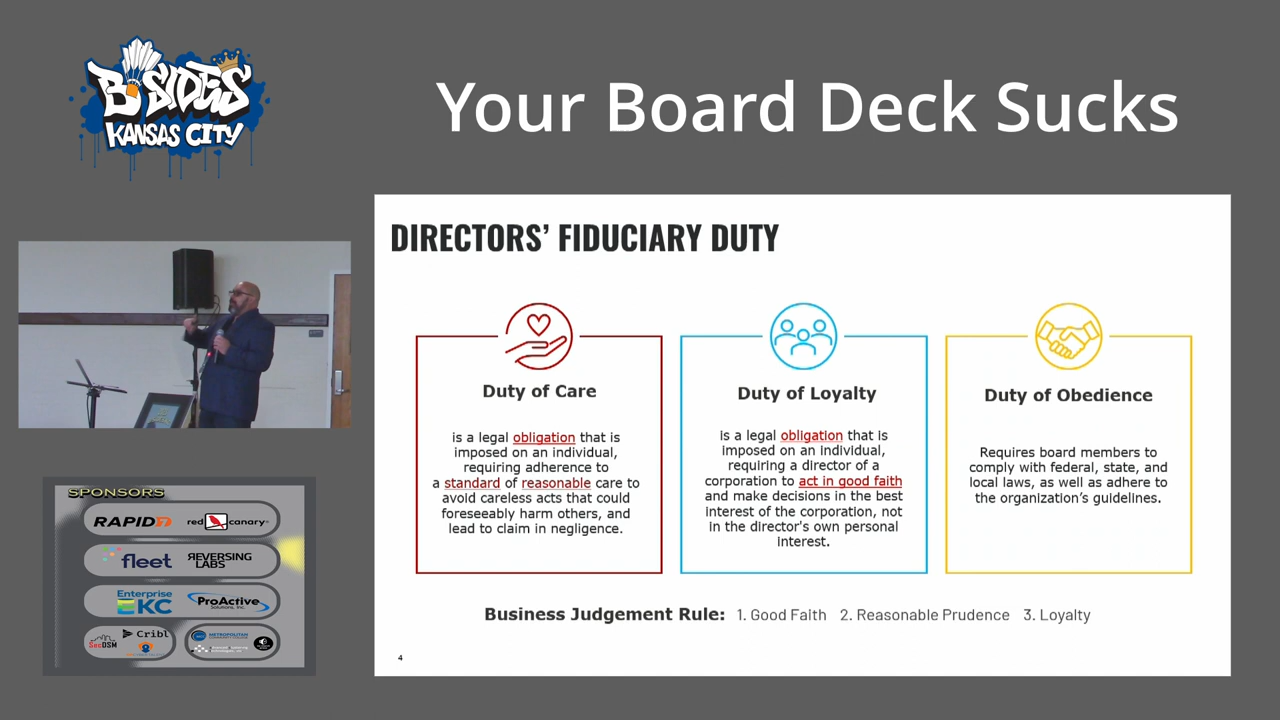 B-SIDES
KANSAS CITY
Your Board Deck Sucks
DIRECTORS’ FIDUCIARY DUTY
Duty of Care
is a legal obligation that is
imposed on an individual,
requiring adherence to
a standard of reasonable care to
avoid careless acts that could
foreseeably harm others, and
lead to claim in negligence.
Duty of Loyalty
is a legal obligation that is
imposed on an individual,
requiring a director of a
corporation to act in good faith
and make decisions in the best
interest of the corporation, not
in the director's own personal
interest.
Duty of Obedience
Requires board members to
comply with federal, state, and
local laws, as well as adhere to
the organization’s guidelines.
Business Judgement Rule: 1. Good Faith 2. Reasonable Prudence 3. Loyalty
4
SPONSORS
RAPID7
red canary
fleet
REVERSING
LABS
Enterprise
KC
ProActive
Solutions, Inc.
SecDSM
Cribl
METROPOLITAN